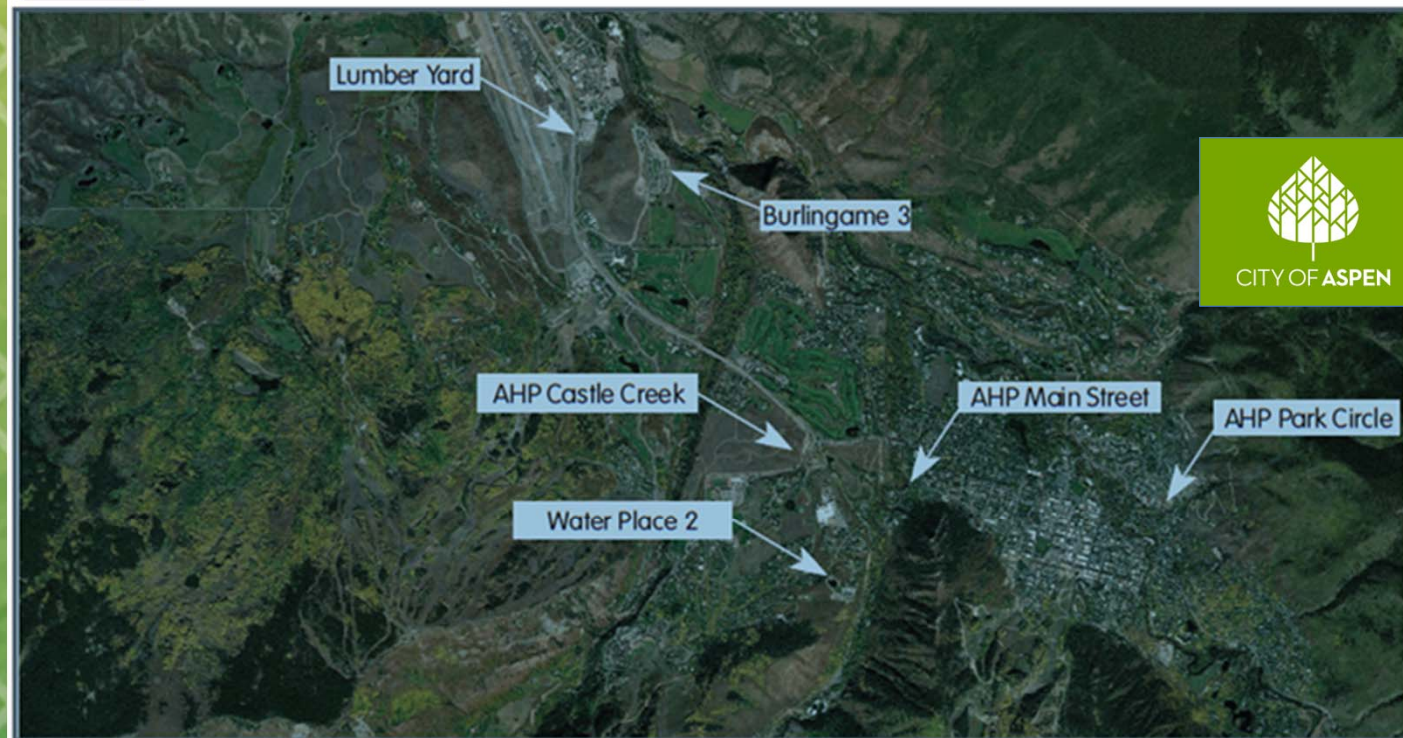 Lumber Yard
Burlingame 3
CITY OF ASPEN
AHP Castle Creek
AHP Main Street
AHP Park Circle
Water Place 2